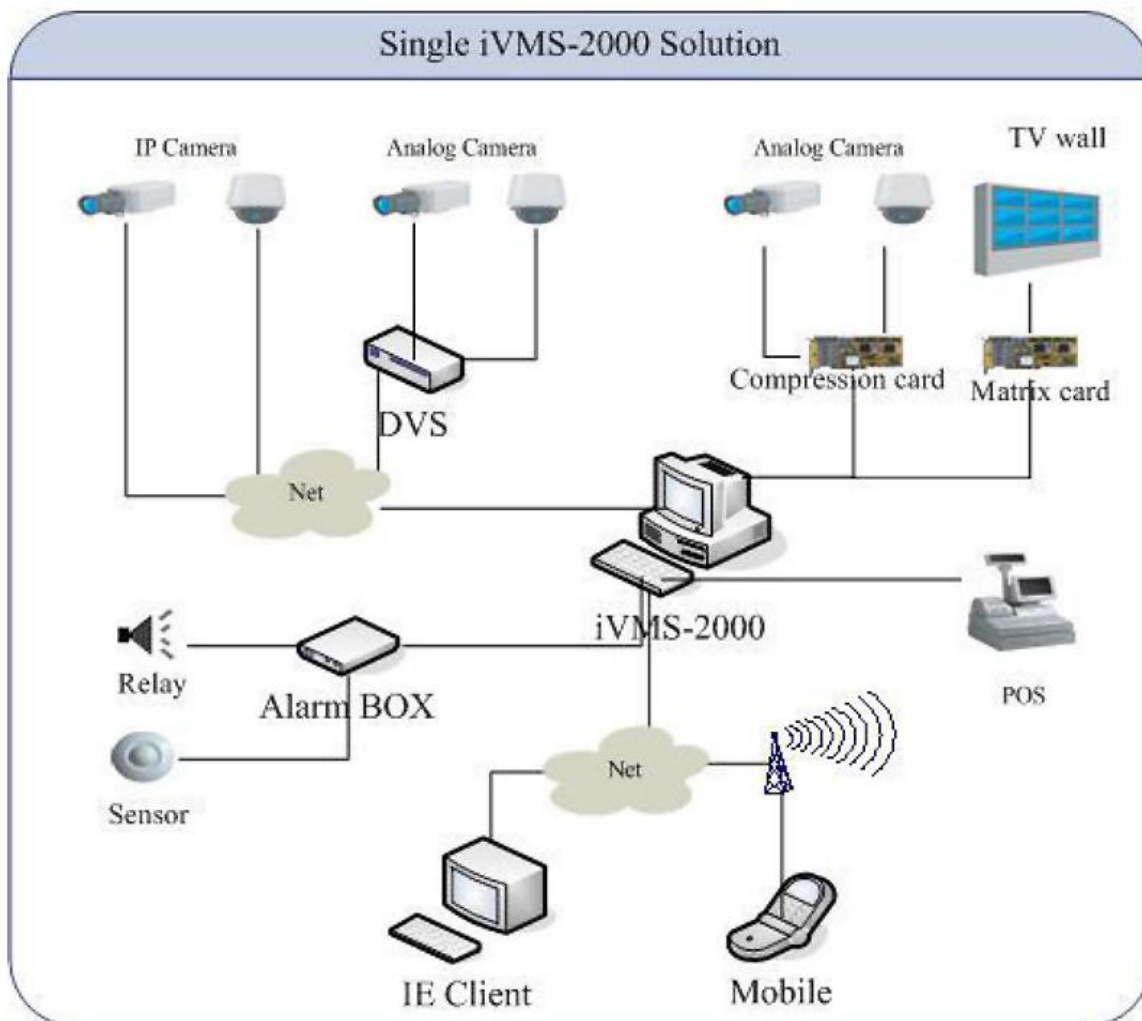 Single iVMS-2000 Solution
IP Camera
Analog Camera
Analog Camera
TV wall
Compression card
Matrix card
DVS
Net
iVMS-2000
Relay
Alarm BOX
POS
Sensor
Net
IE Client
Mobile